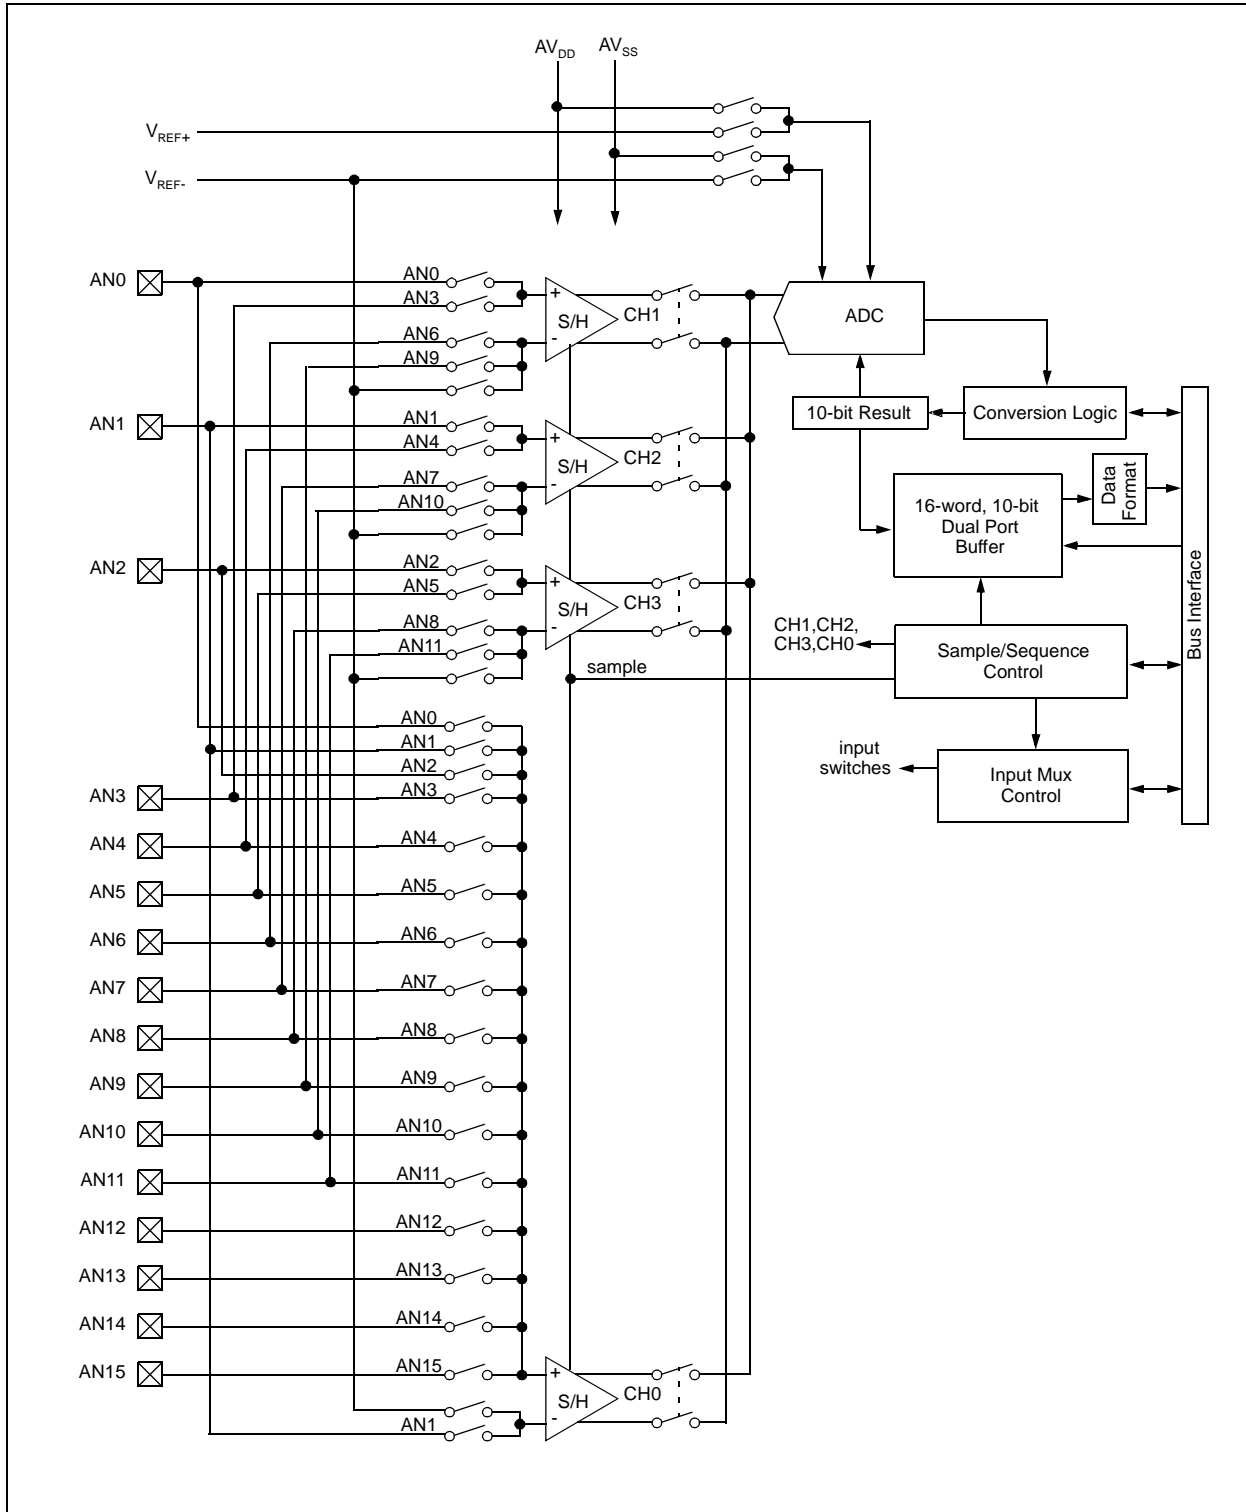 AVDD AVSS
VREF+
VREF-
AN0
AN0
AN3
AN6
AN9
+
S/H
-
CH1
ADC
10-bit Result
Conversion Logic
AN1
AN1
AN4
AN7
AN10
+
S/H
-
CH2
16-word, 10-bit
Dual Port
Buffer
Data
Format
Bus Interface
AN2
AN2
AN5
AN8
AN11
+
S/H
-
CH3
CH1,CH2,
CH3,CH0
Sample/Sequence
Control
sample
input
switches
Input Mux
Control
AN0
AN1
AN2
AN3 AN3
AN4 AN4
AN5 AN5
AN6 AN6
AN7 AN7
AN8 AN8
AN9 AN9
AN10 AN10
AN11 AN11
AN12 AN12
AN13 AN13
AN14 AN14
AN15 AN15
+
S/H
-
CH0
AN1